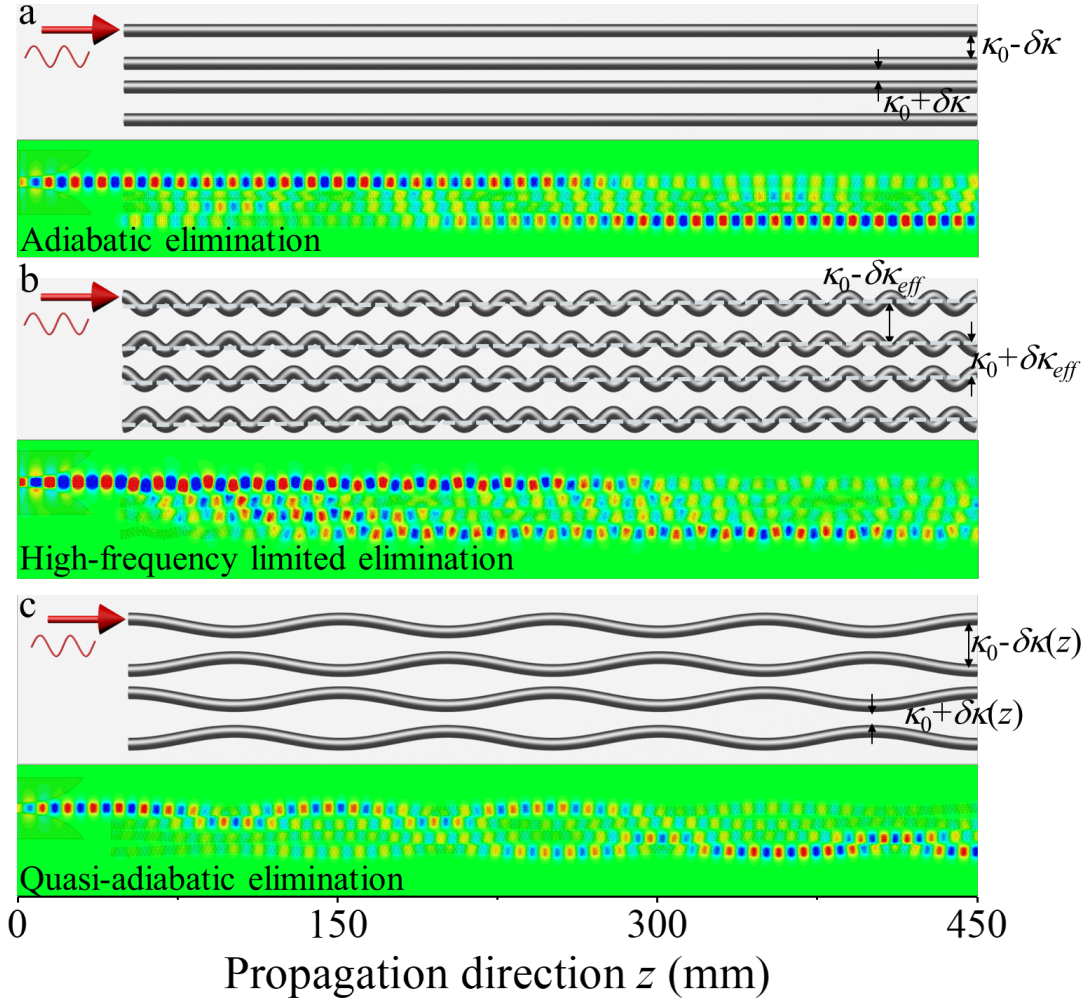 a
κ₀-δκ
κ₀+δκ
Adiabatic elimination
b
κ₀-δκeff
κ₀+δκeff
High-frequency limited elimination
c
κ₀-δκ(z)
κ₀+δκ(z)
Quasi-adiabatic elimination
0 150 300 450
Propagation direction z (mm)